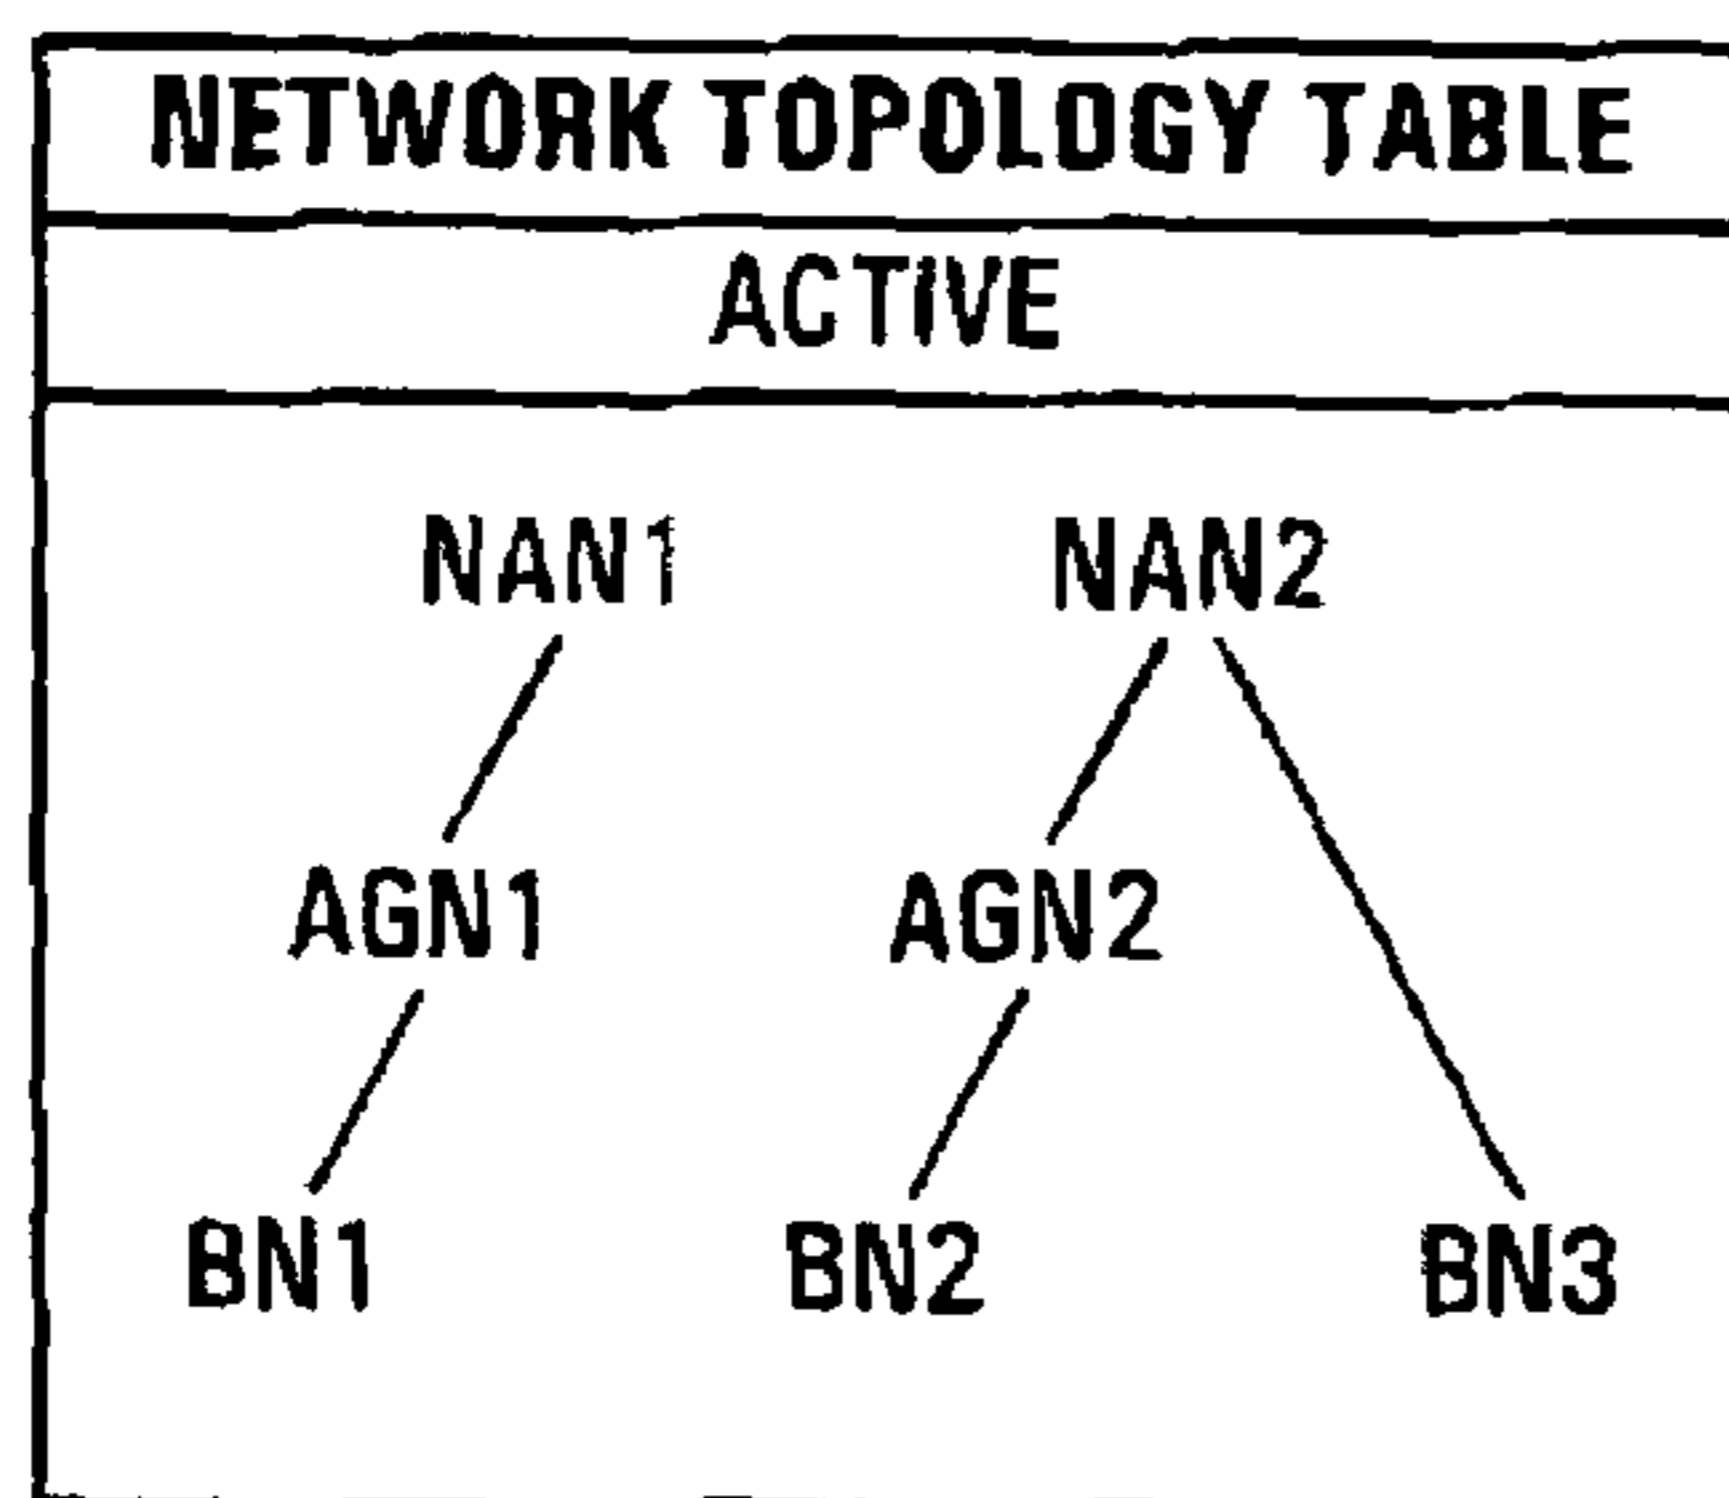 NETWORK TOPOLOGY TABLE
ACTIVE
NAN1 NAN2
AGN1 AGN2
BN1 BN2 BN3